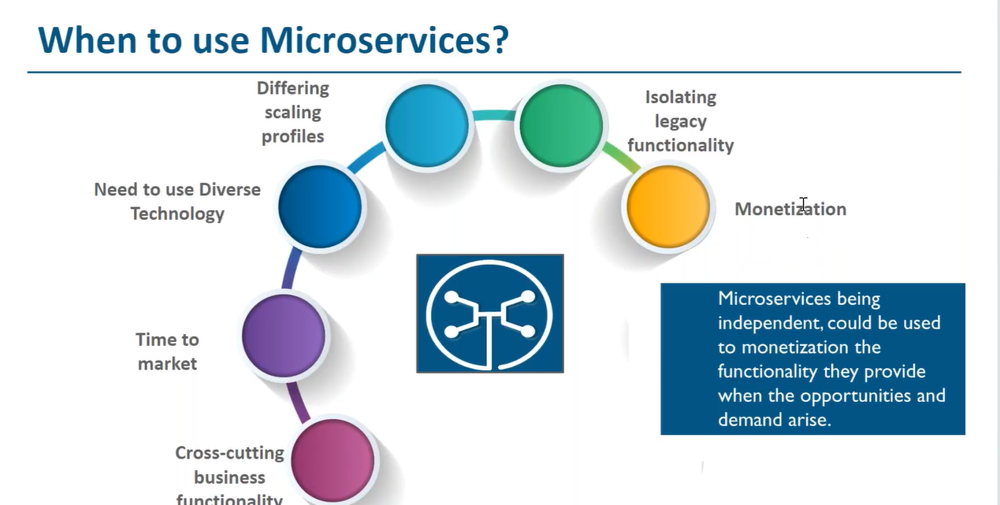 When to use Microservices?
Differing
scaling
profiles
Isolating
legacy
functionality
Need to use Diverse
Technology
Monetization
Microservices being
independent, could be used
to monetization the
functionality they provide
when the opportunities and
demand arise.
Time to
market
Cross-cutting
business
functionality